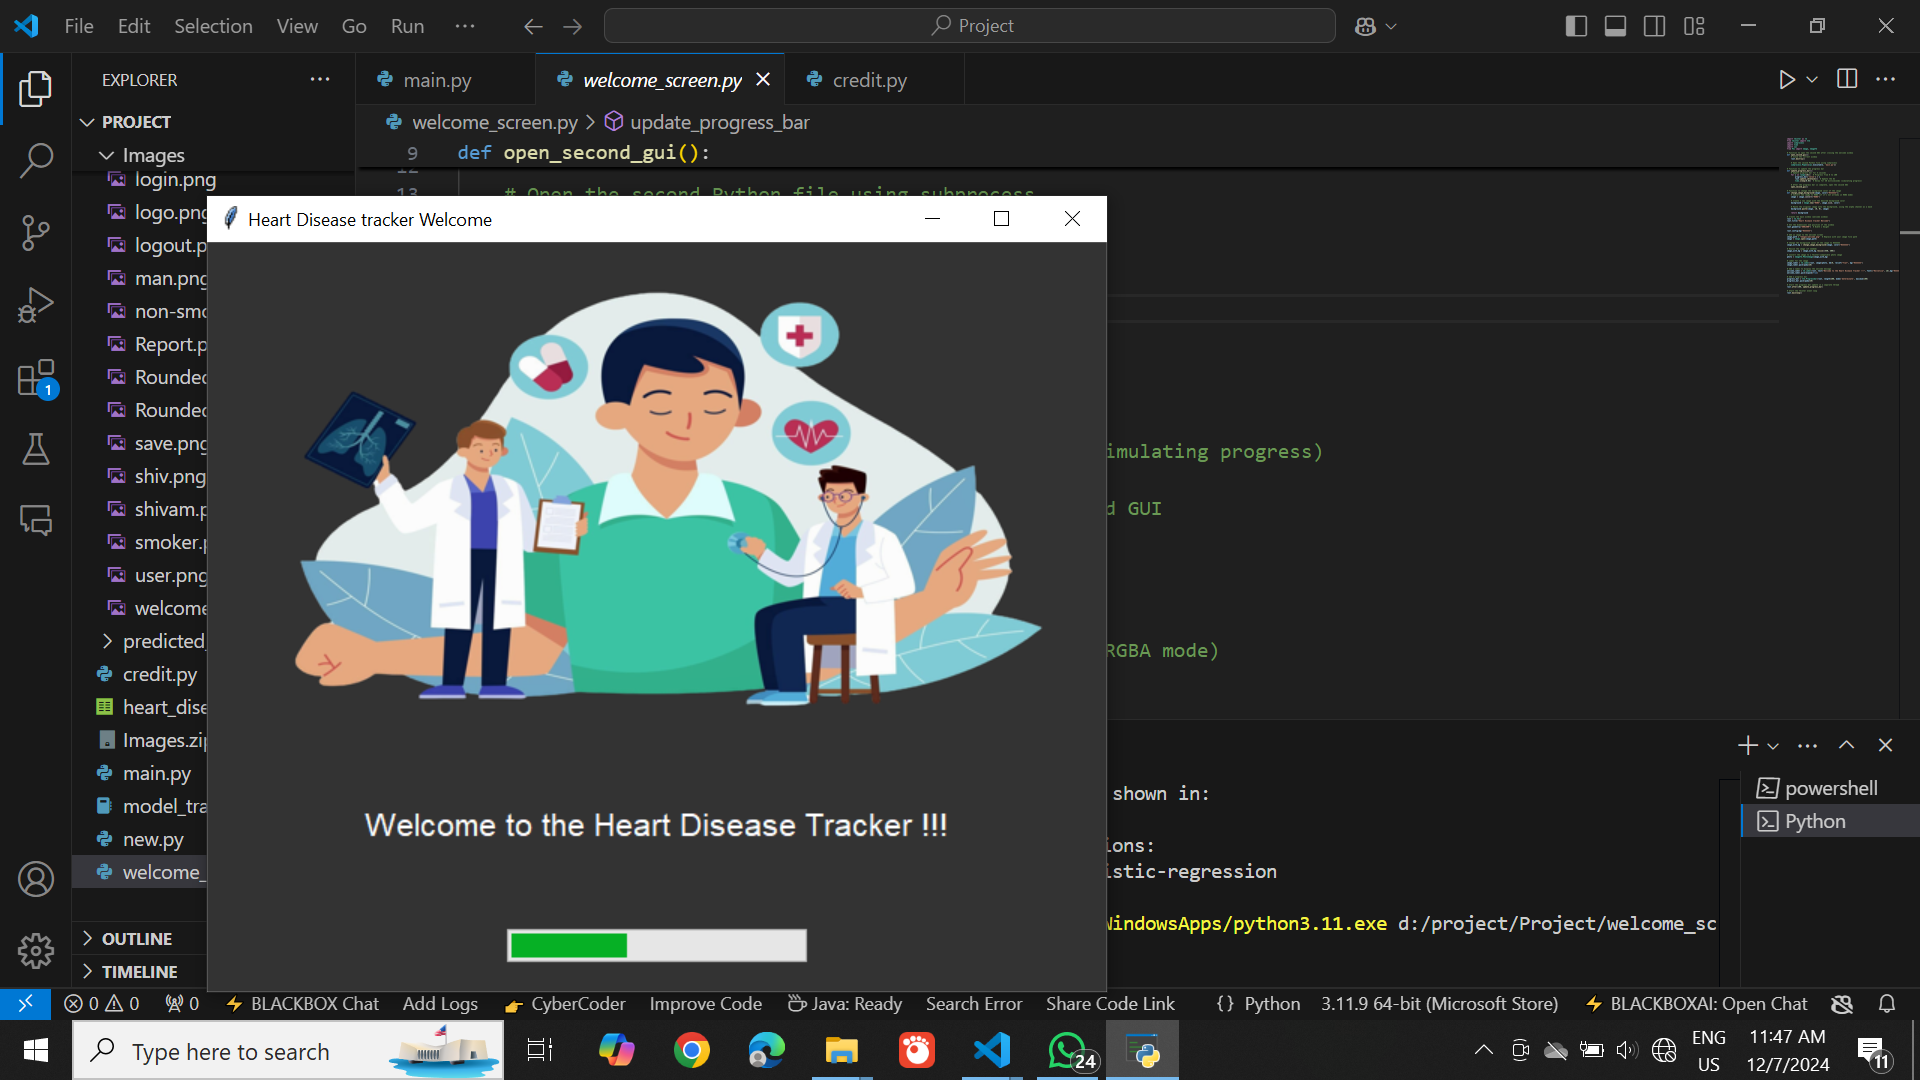 File Edit Selection View Go Run ··· Project
EXPLORER ···
main.py welcome_screen.py credit.py
PROJECT
welcome_screen.py > update_progress_bar
Images
9 def open_second_gui():
login.png
13 # Open the second Python file using subprocess
logo.png
Heart Disease tracker Welcome
logout.p
man.png
non-smo
Report.p
Rounded
Rounded
save.png
imulating progress)
shiv.png
shivam.p
d GUI
smoker.p
user.png
welcome
predicted_
RGBA mode)
credit.py
heart_dise
Images.zip
main.py
model_tra
new.py
welcome_
Welcome to the Heart Disease Tracker !!!
shown in:
ions:
istic-regression
WindowsApps/python3.11.exe d:/project/Project/welcome_sc
powershell
Python
OUTLINE
TIMELINE
1
0 0 0 BLACKBOX Chat Add Logs CyberCoder Improve Code Java: Ready Search Error Share Code Link {} Python 3.11.9 64-bit (Microsoft Store) BLACKBOXAI: Open Chat
Type here to search
24
ENG
US
11:47 AM
12/7/2024
11